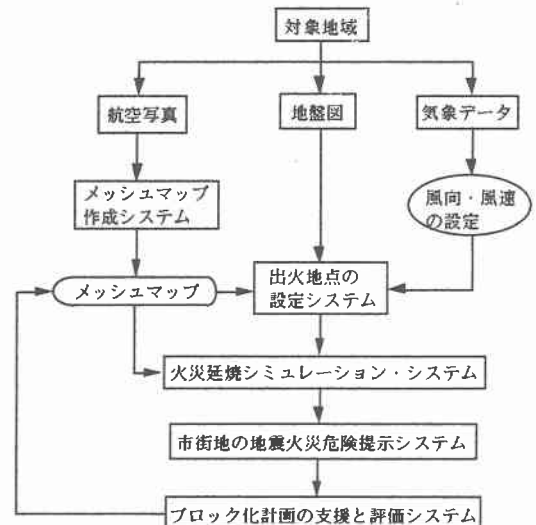 対象地域
航空写真
地盤図
気象データ
メッシュマップ
作成システム
風向・風速
の設定
メッシュマップ
出火地点の
設定システム
火災延焼シミュレーション・システム
市街地の地震火災危険提示システム
ブロック化計画の支援と評価システム